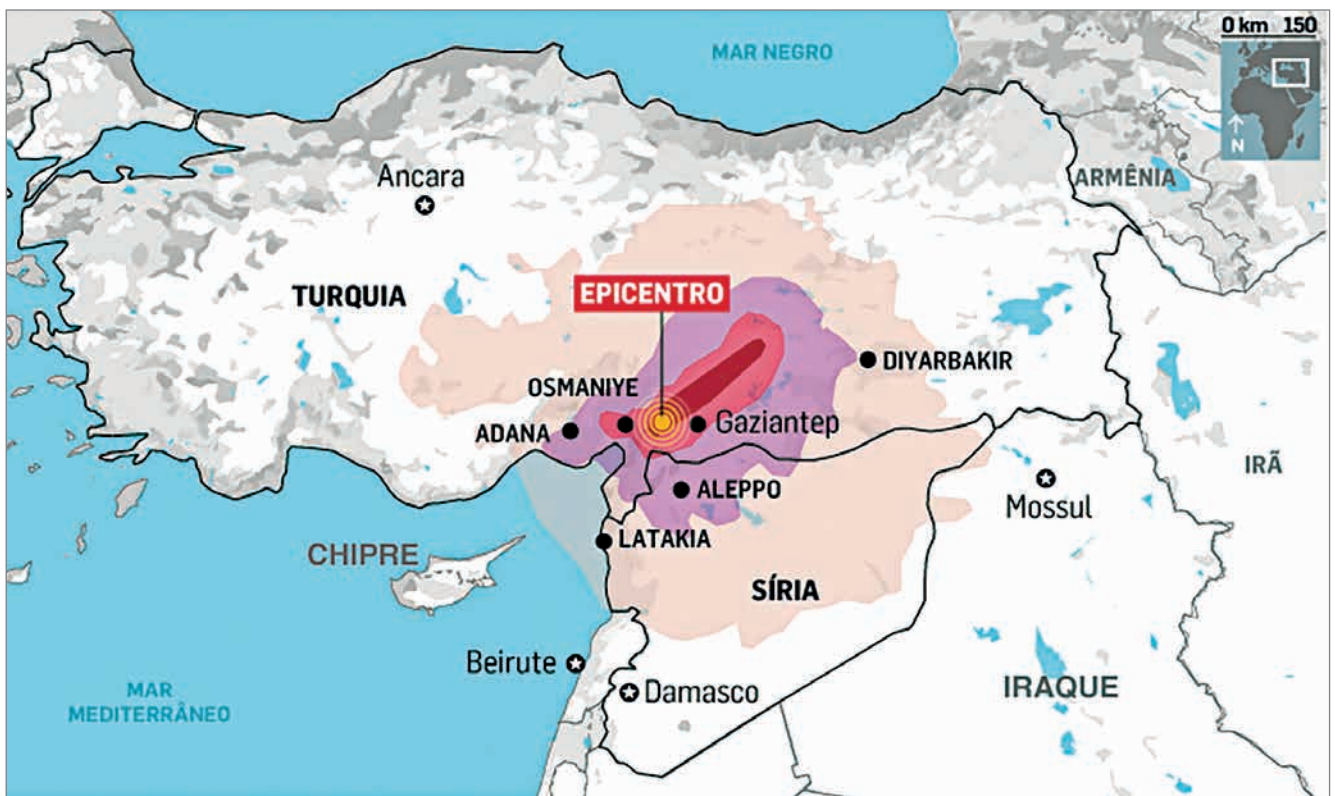 0 km 150
MAR NEGRO
N
Ancara
ARMÊNIA
TURQUIA
EPICENTRO
DIYARBAKIR
OSMANIYE
ADANA
Gaziantep
IRÃ
ALEPPO
Mossul
LATAKIA
CHIPRE
SÍRIA
Beirute
Damasco
IRAQUE
MAR
MEDITERRÂNEO